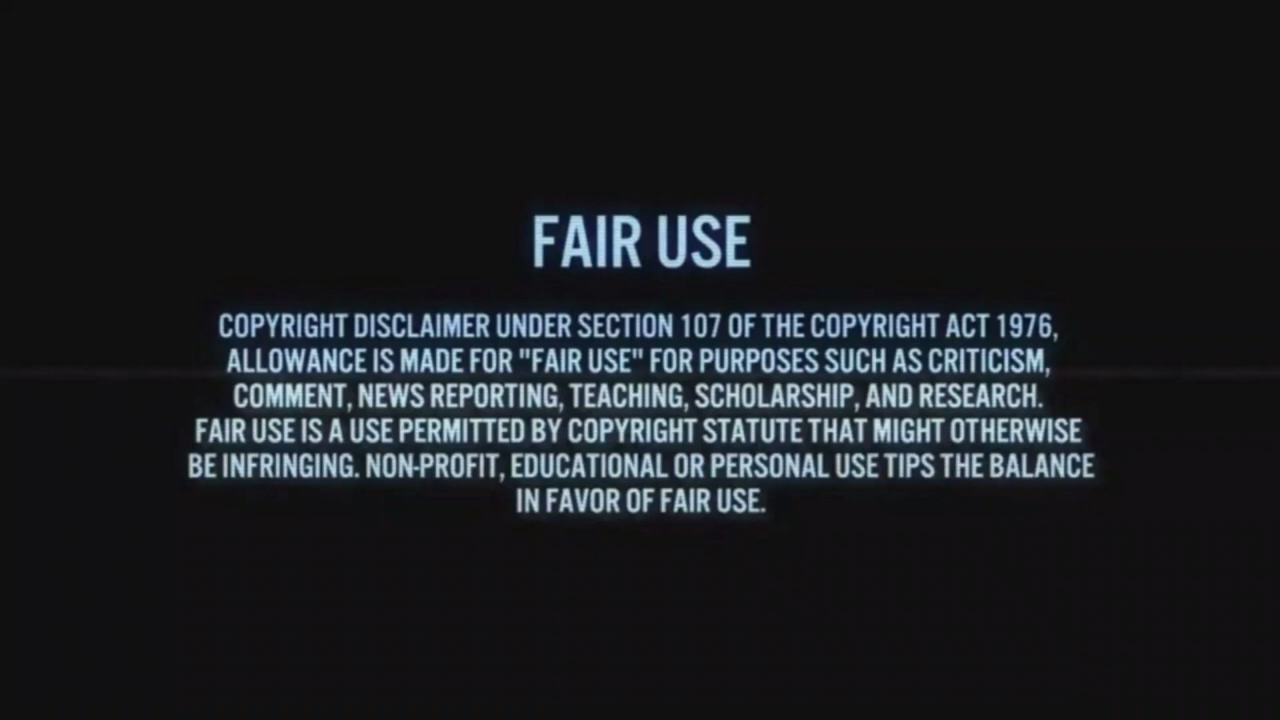 FAIR USE
COPYRIGHT DISCLAIMER UNDER SECTION 107 OF THE COPYRIGHT ACT 1976,
ALLOWANCE IS MADE FOR "FAIR USE" FOR PURPOSES SUCH AS CRITICISM,
COMMENT, NEWS REPORTING, TEACHING, SCHOLARSHIP, AND RESEARCH.
FAIR USE IS A USE PERMITTED BY COPYRIGHT STATUTE THAT MIGHT OTHERWISE
BE INFRINGING. NON-PROFIT, EDUCATIONAL OR PERSONAL USE TIPS THE BALANCE
IN FAVOR OF FAIR USE.